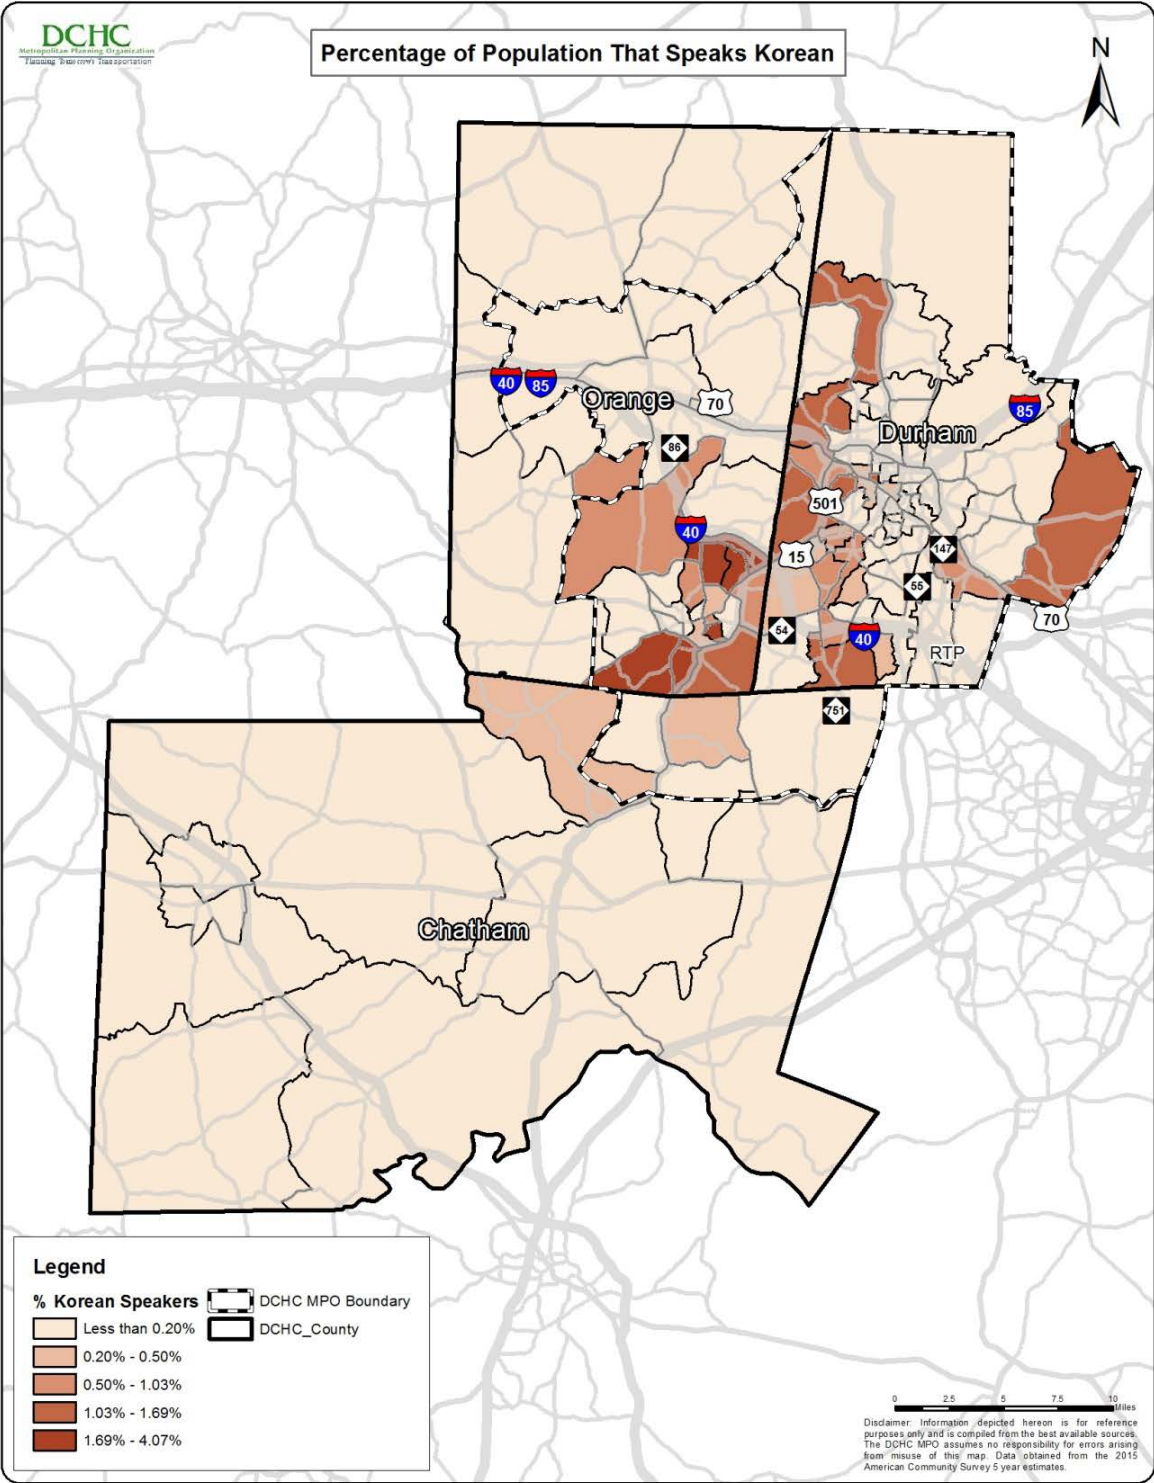 DCHC
Metropolitan Planning Organization
Planning Tomorrow's Transportation
Percentage of Population That Speaks Korean
N
40
85
Orange
70
86
85
Durham
501
40
15
147
55
54
40
70
RTP
751
Chatham
Legend
% Korean Speakers
Less than 0.20%
0.20% - 0.50%
0.50% - 1.03%
1.03% - 1.69%
1.69% - 4.07%
DCHC MPO Boundary
DCHC_County
0 2.5 5 7.5 10
Miles
Disclaimer: Information depicted hereon is for reference
purposes only and is compiled from the best available sources.
The DCHC MPO assumes no responsibility for errors arising
from misuse of this map. Data obtained from the 2015
American Community Survey 5 year estimates.